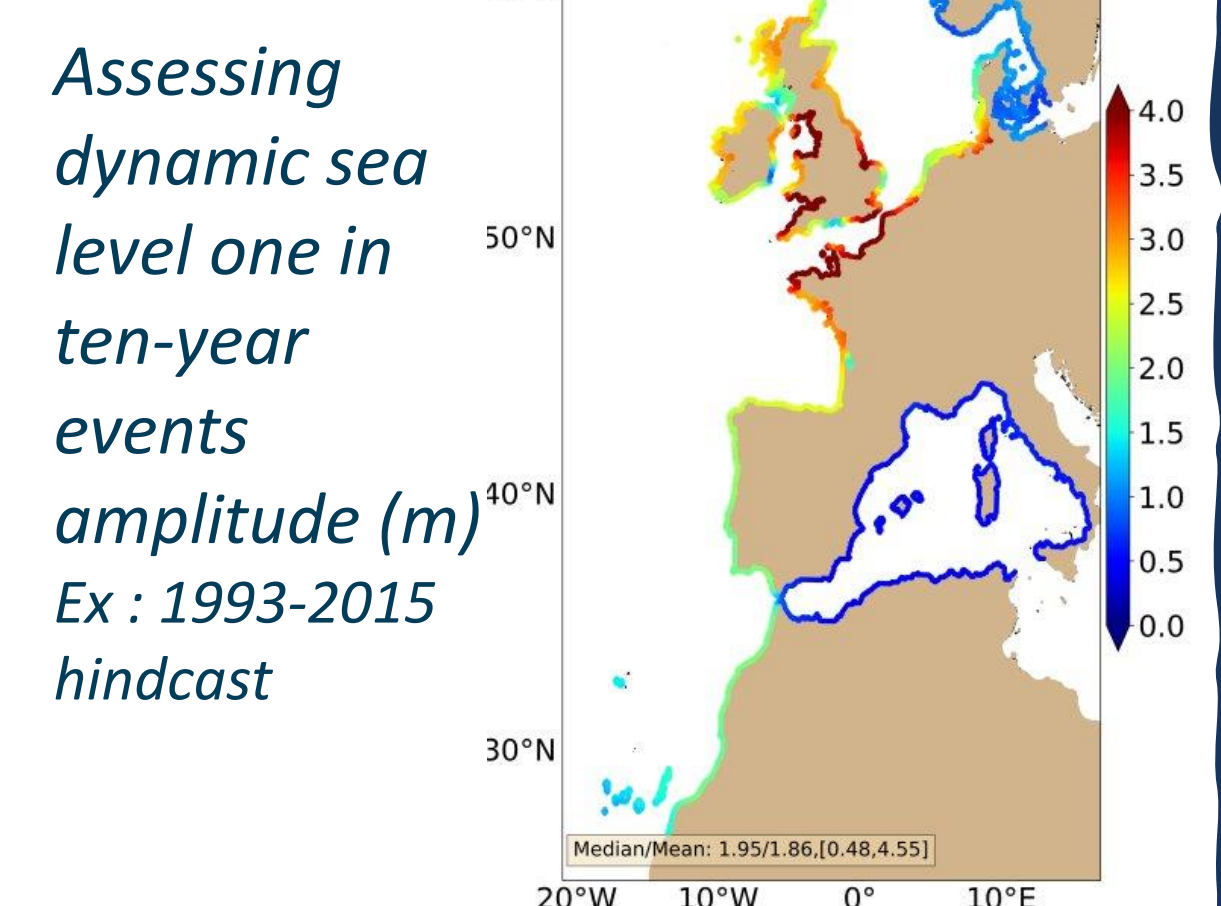 Assessing
dynamic sea
level one in
ten-year
events
amplitude (m)
Ex : 1993-2015
hindcast
50°N
40°N
30°N
4.0
3.5
3.0
2.5
2.0
1.5
1.0
0.5
0.0
Median/Mean: 1.95/1.86,[0.48,4.55]
20°W 10°W 0° 10°E